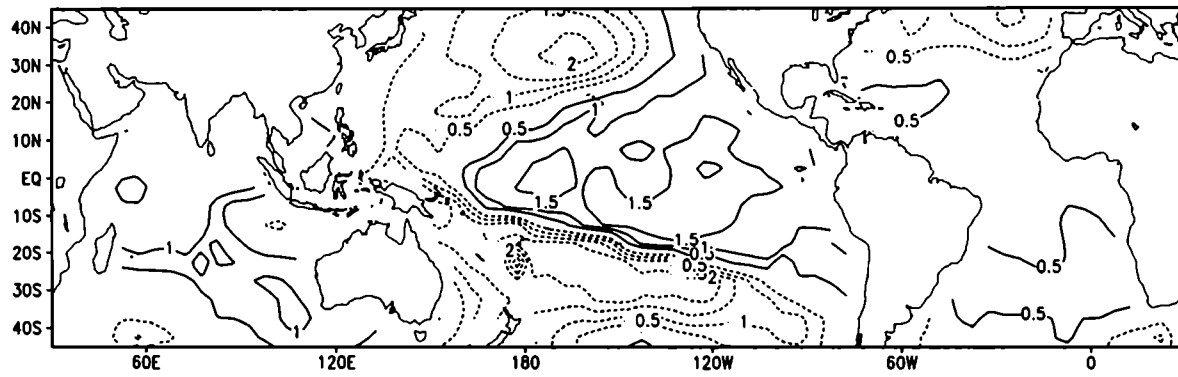 40N 1.5 0.5
30N 2 0.5
20N 1
10N 0.5 0.5 1 0.5
EQ
10S 1.5 1.5
20S 1 2 1.5 1 0.5
30S 0.5 2 0.5
40S 1 0.5 1
60E 120E 180 120W 60W 0